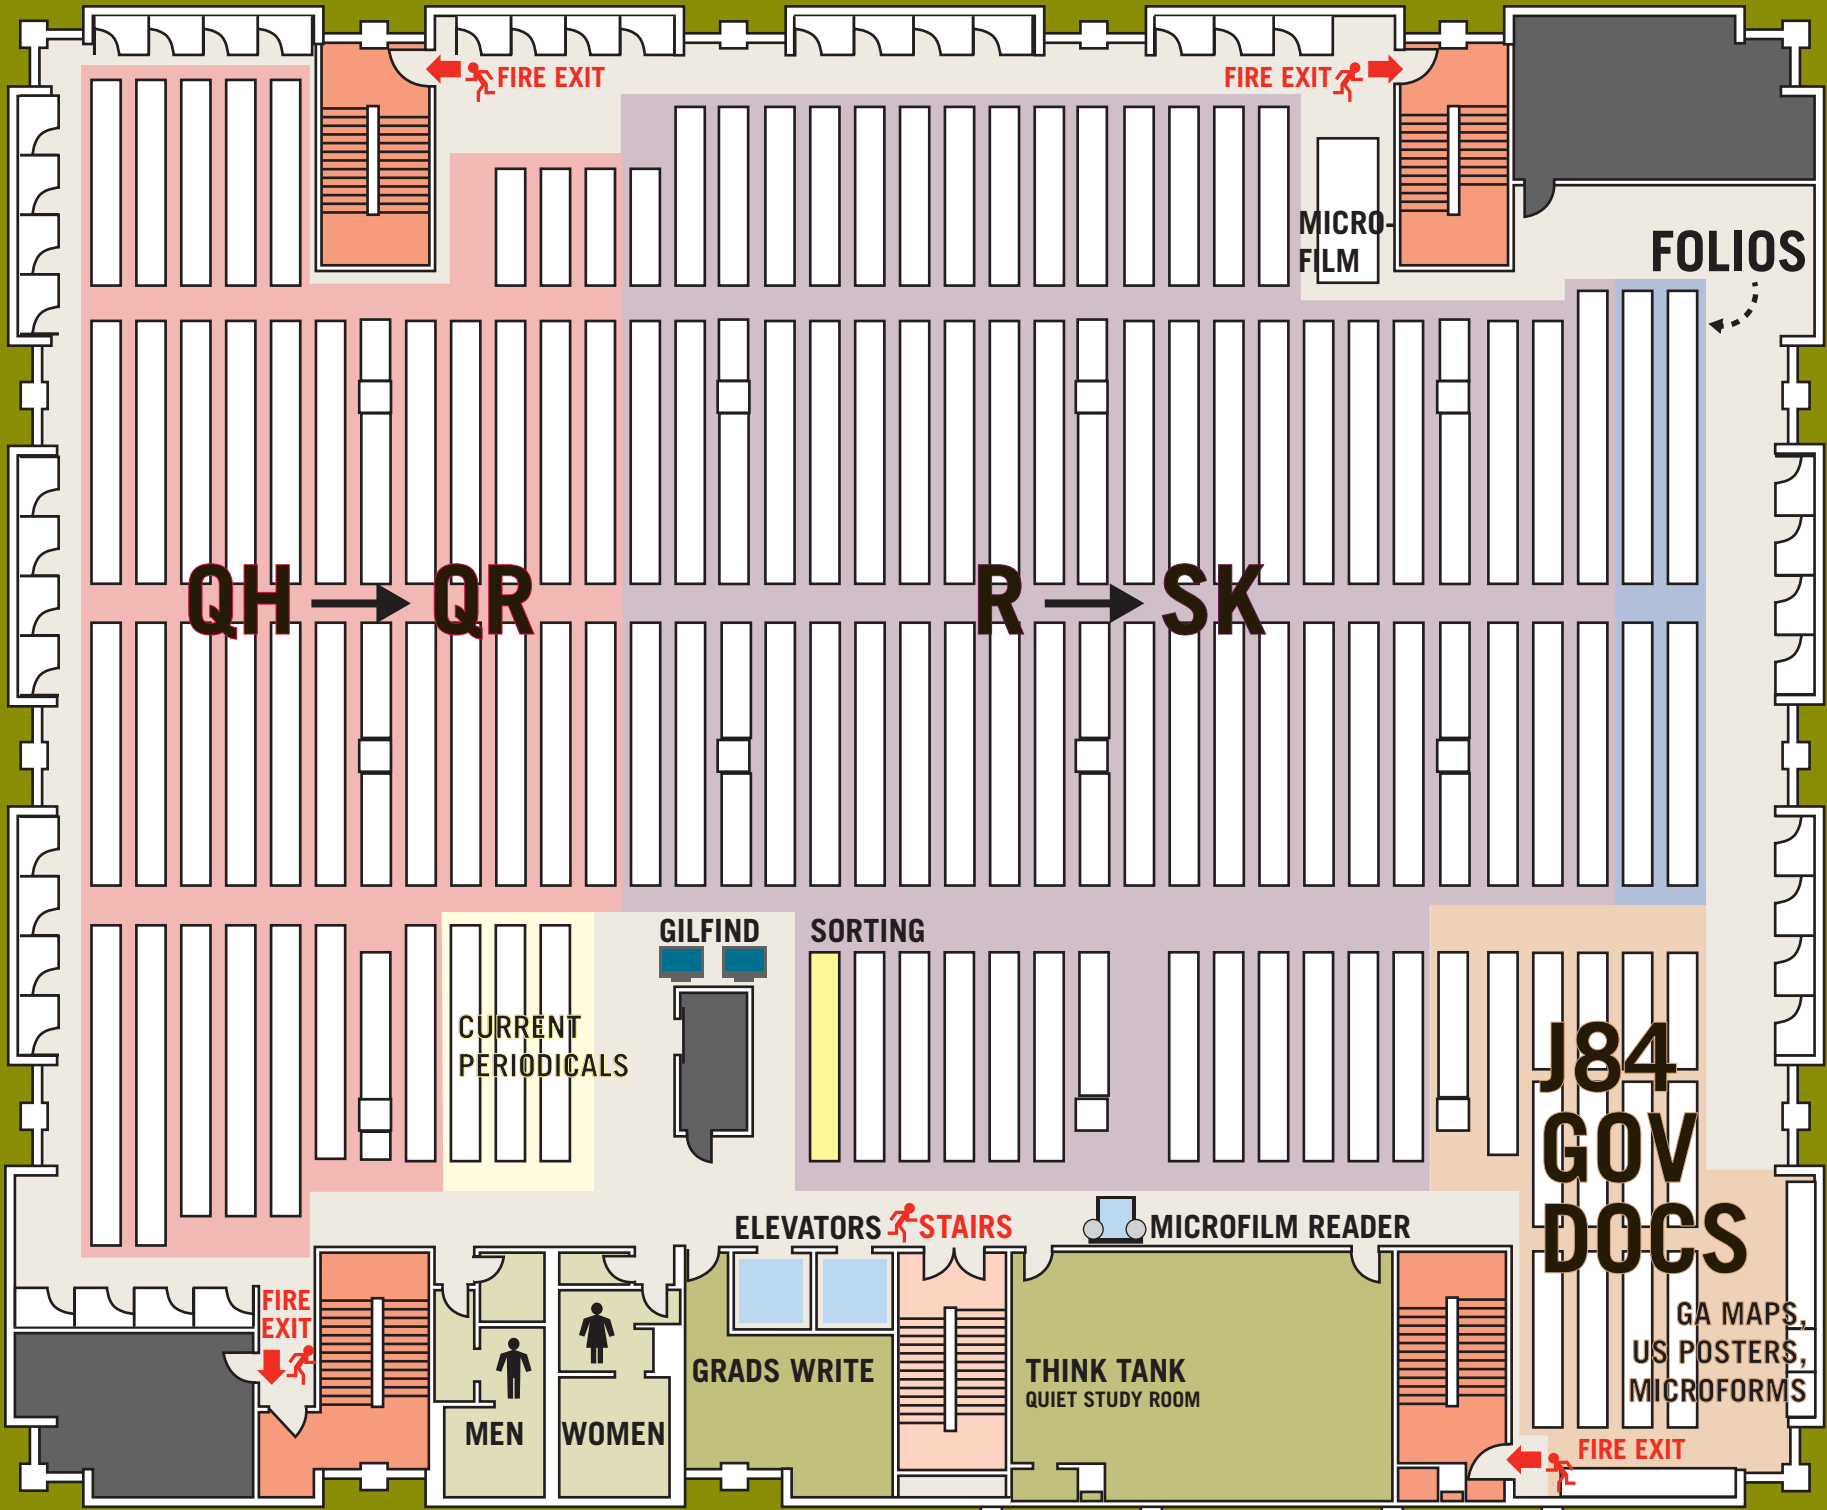 FIRE EXIT
FIRE EXIT
MICRO-
FILM
FOLIOS
QH
QR
R
SK
GILFIND
SORTING
CURRENT
PERIODICALS
J84
GOV
DOCS
ELEVATORS
STAIRS
MICROFILM READER
FIRE
EXIT
GA MAPS,
US POSTERS,
MICROFORMS
GRADS WRITE
THINK TANK
QUIET STUDY ROOM
MEN
WOMEN
FIRE EXIT